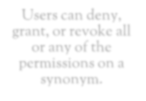 Users can deny,
grant, or revoke all
or any of the
permissions on a
synonym.